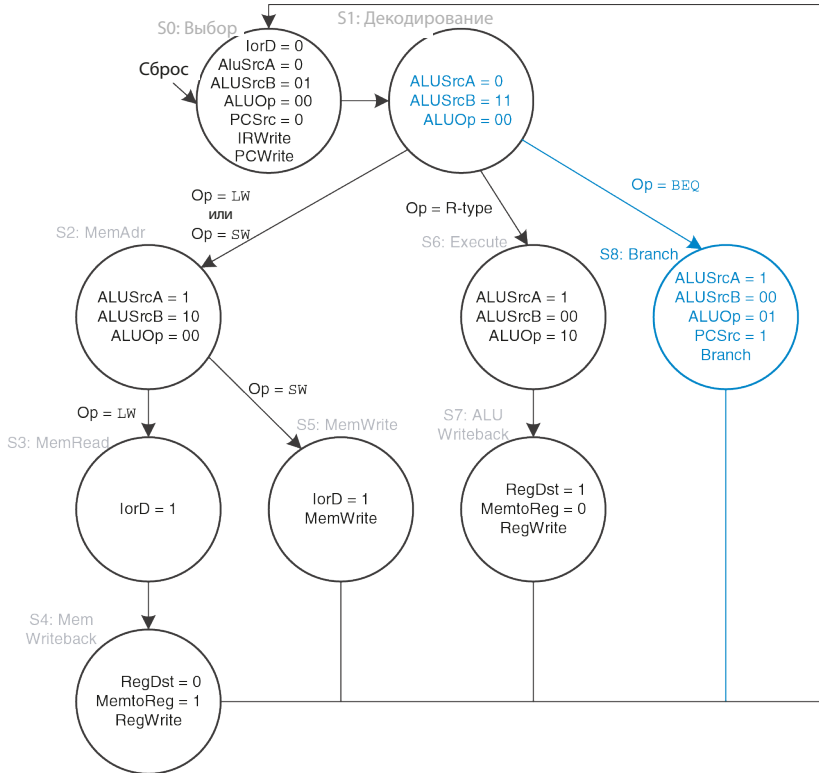 S0: Выбор
IorD = 0
AluSrcA = 0
ALUSrcB = 01
ALUOp = 00
PCSrc = 0
IRWrite
PCWrite
Сброс
S1: Декодирование
ALUSrcA = 0
ALUSrcB = 11
ALUOp = 00
Op = LW
или
Op = SW
Op = R-type
Op = BEQ
S2: MemAdr
ALUSrcA = 1
ALUSrcB = 10
ALUOp = 00
S6: Execute
ALUSrcA = 1
ALUSrcB = 00
ALUOp = 10
S8: Branch
ALUSrcA = 1
ALUSrcB = 00
ALUOp = 01
PCSrc = 1
Branch
Op = LW
Op = SW
S3: MemRead
IorD = 1
S5: MemWrite
IorD = 1
MemWrite
S7: ALU
Writeback
RegDst = 1
MemtoReg = 0
RegWrite
S4: Mem
Writeback
RegDst = 0
MemtoReg = 1
RegWrite